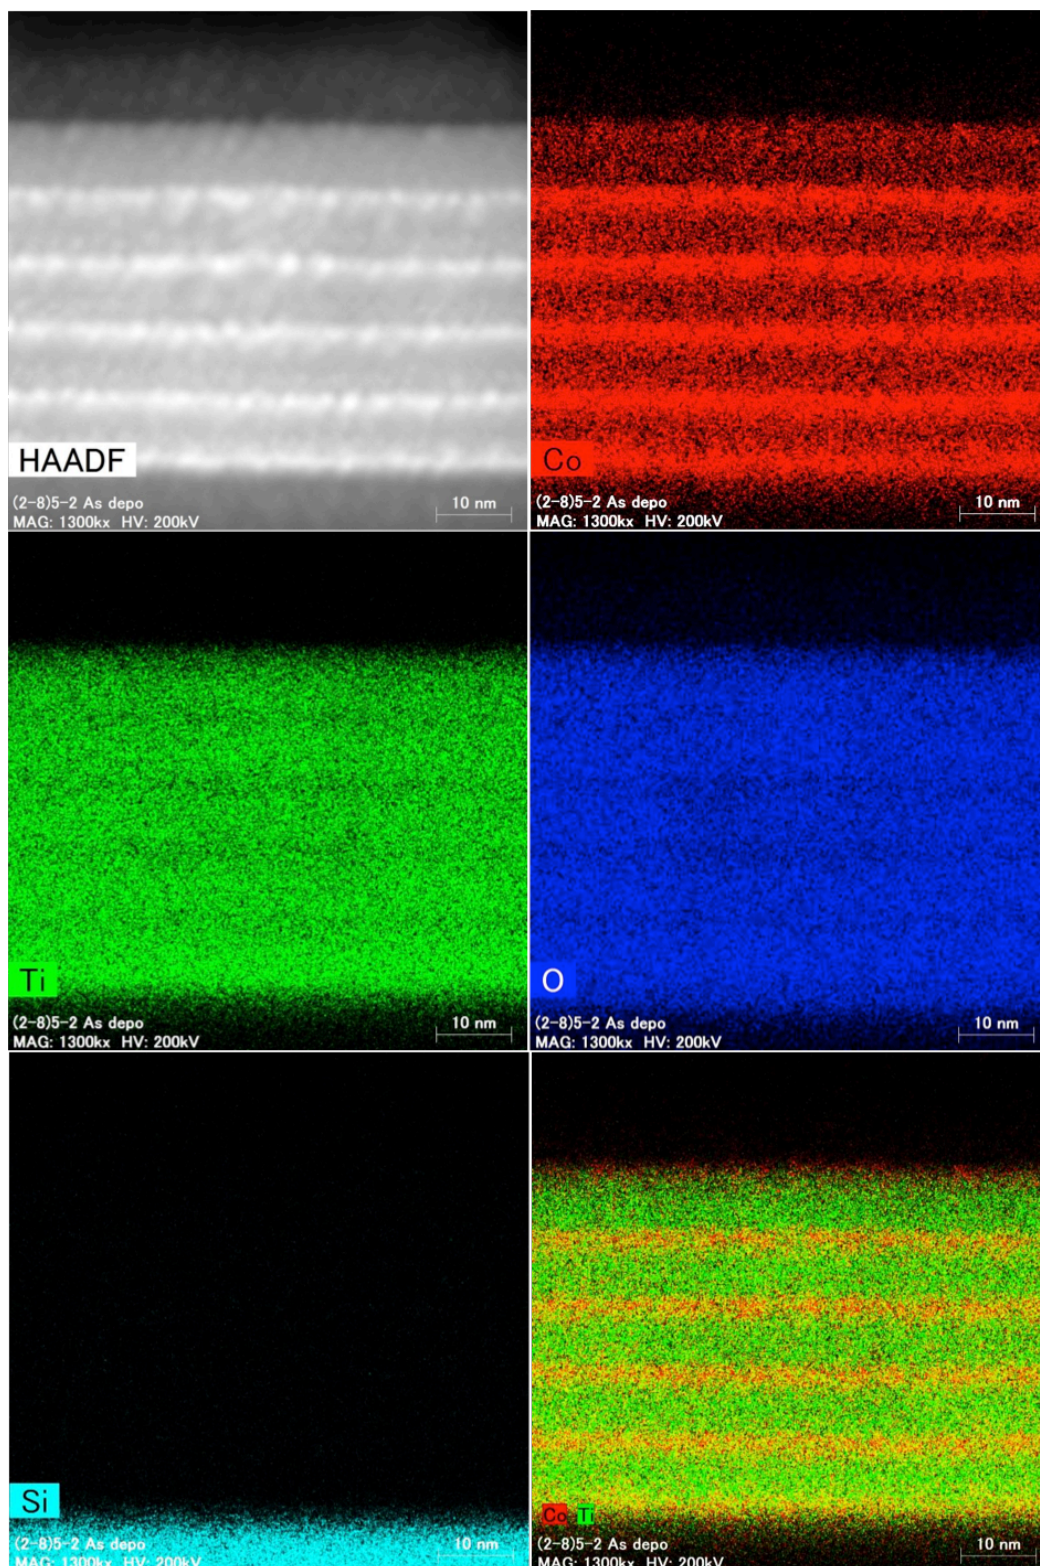 HAADF
10 nm
(2-8)5-2 As depo
MAG: 1300kx HV: 200kV
Co
10 nm
(2-8)5-2 As depo
MAG: 1300kx HV: 200kV
Ti
10 nm
(2-8)5-2 As depo
MAG: 1300kx HV: 200kV
O
10 nm
(2-8)5-2 As depo
MAG: 1300kx HV: 200kV
Si
10 nm
(2-8)5-2 As depo
MAG: 1300kx HV: 200kV
Co Ti
10 nm
(2-8)5-2 As depo
MAG: 1300kx HV: 200kV